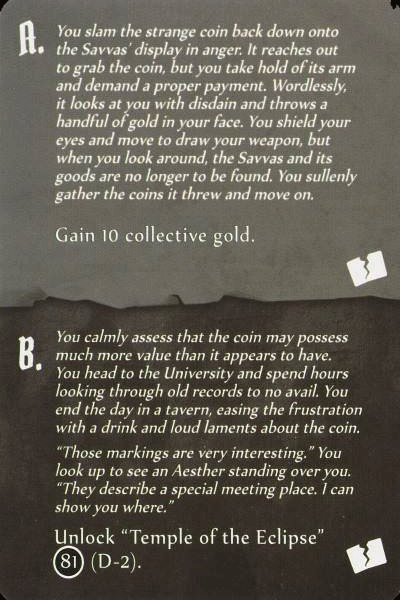 A.
You slam the strange coin back down onto
the Savvas' display in anger. It reaches out
to grab the coin, but you take hold of its arm
and demand a proper payment. Wordlessly,
it looks at you with disdain and throws a
handful of gold in your face. You shield your
eyes and move to draw your weapon, but
when you look around, the Savvas and its
goods are no longer to be found. You sullenly
gather the coins it threw and move on.
Gain 10 collective gold.
B.
You calmly assess that the coin may possess
much more value than it appears to have.
You head to the University and spend hours
looking through old records to no avail. You
end the day in a tavern, easing the frustration
with a drink and loud laments about the coin.
“Those markings are very interesting.” You
look up to see an Aesther standing over you.
“They describe a special meeting place. I can
show you where.”
Unlock “Temple of the Eclipse”
81 (D-2).